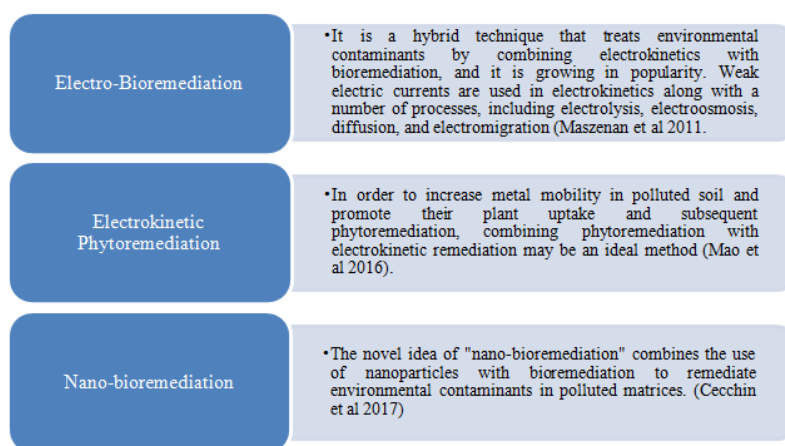 Electro-Bioremediation
•It is a hybrid technique that treats environmental
contaminants by combining electrokinetics with
bioremediation, and it is growing in popularity. Weak
electric currents are used in electrokinetics along with a
number of processes, including electrolysis, electroosmosis,
diffusion, and electromigration (Maszenan et al 2011.
Electrokinetic
Phytoremediation
•In order to increase metal mobility in polluted soil and
promote their plant uptake and subsequent
phytoremediation, combining phytoremediation with
electrokinetic remediation may be an ideal method (Mao et
al 2016).
Nano-bioremediation
•The novel idea of "nano-bioremediation" combines the use
of nanoparticles with bioremediation to remediate
environmental contaminants in polluted matrices. (Cecchin
et al 2017)